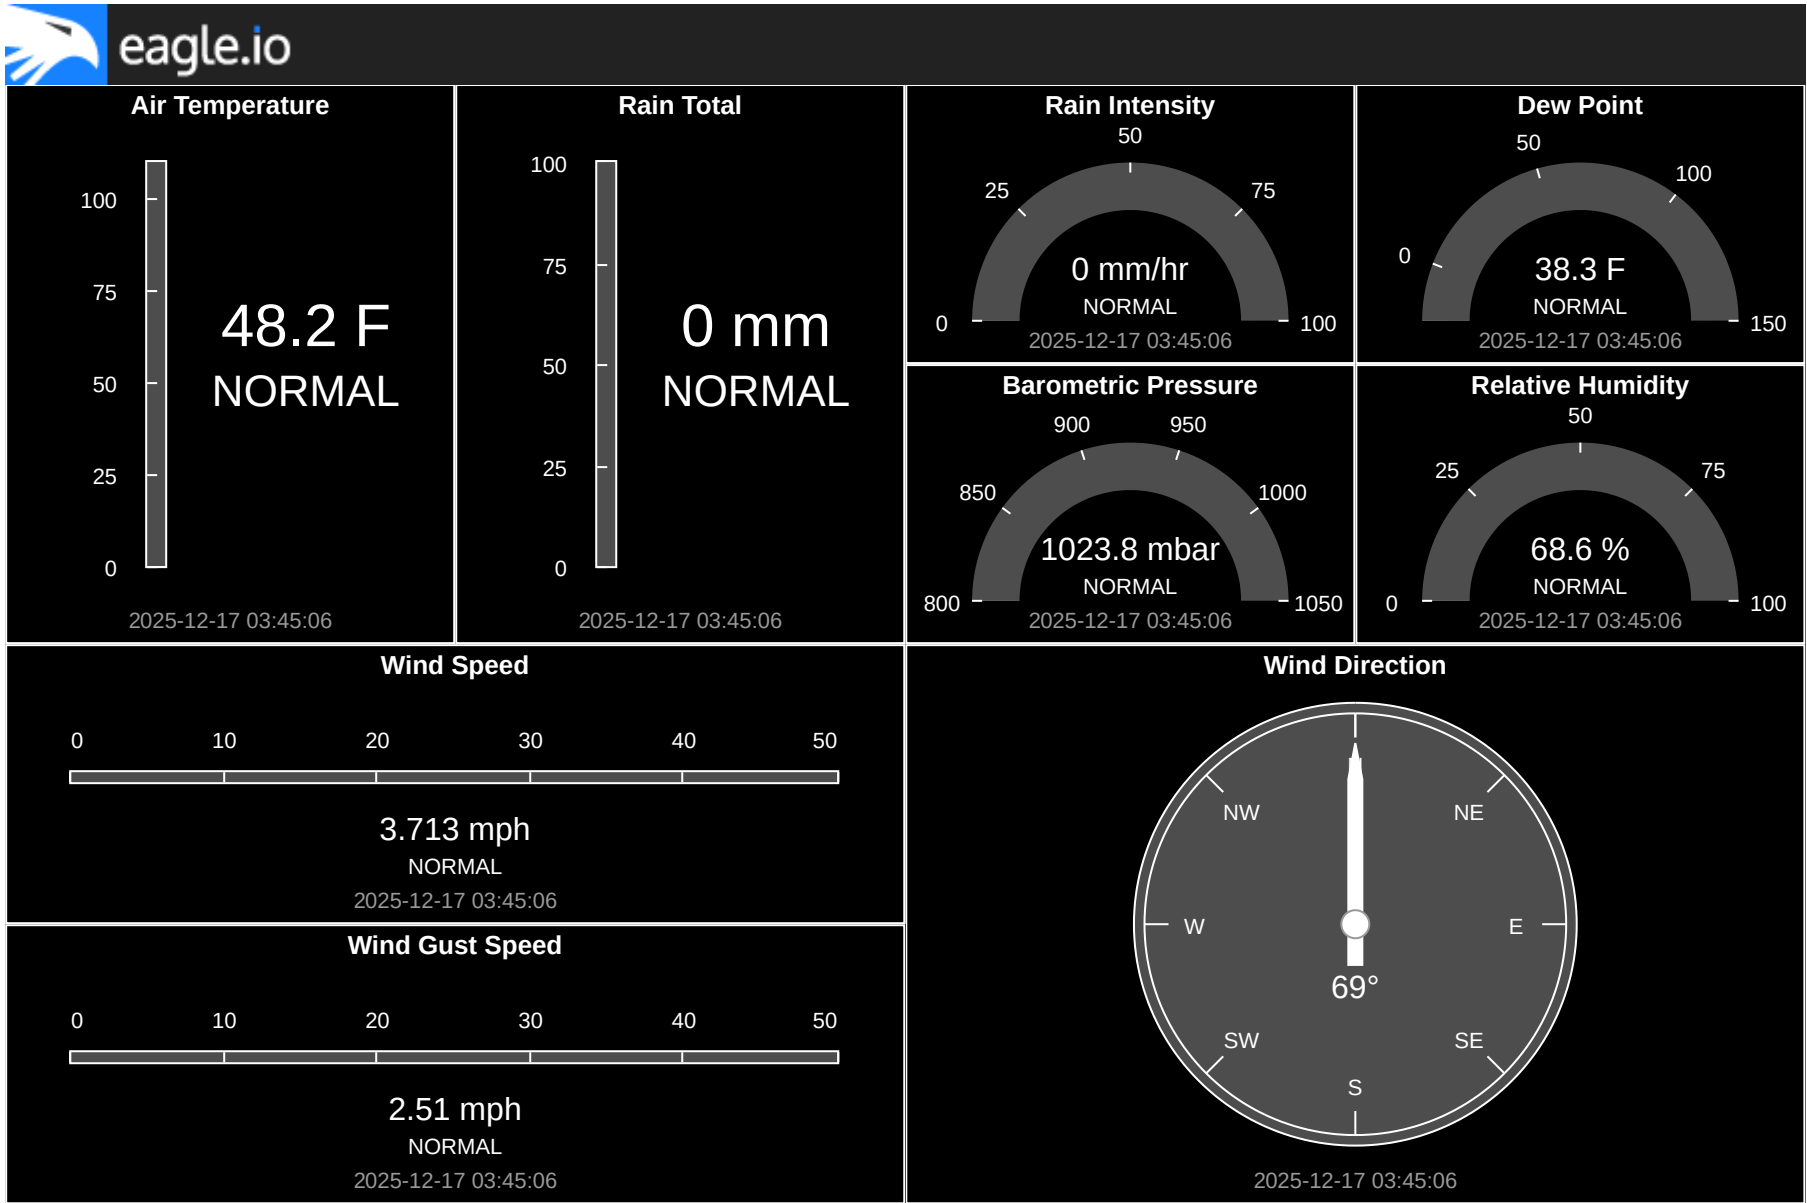 eagle.io
Air Temperature
100
75
50
25
0
48.2 F
NORMAL
2025-12-17 03:45:06
Rain Total
100
75
50
25
0
0 mm
NORMAL
2025-12-17 03:45:06
Rain Intensity
50
25
75
0
100
0 mm/hr
NORMAL
2025-12-17 03:45:06
Dew Point
50
100
0
150
38.3 F
NORMAL
2025-12-17 03:45:06
Barometric Pressure
900
950
850
1000
800
1050
1023.8 mbar
NORMAL
2025-12-17 03:45:06
Relative Humidity
50
25
75
0
100
68.6 %
NORMAL
2025-12-17 03:45:06
Wind Speed
0 10 20 30 40 50
3.713 mph
NORMAL
2025-12-17 03:45:06
Wind Gust Speed
0 10 20 30 40 50
2.51 mph
NORMAL
2025-12-17 03:45:06
Wind Direction
NW NE
W E
69°
SW SE
S
2025-12-17 03:45:06